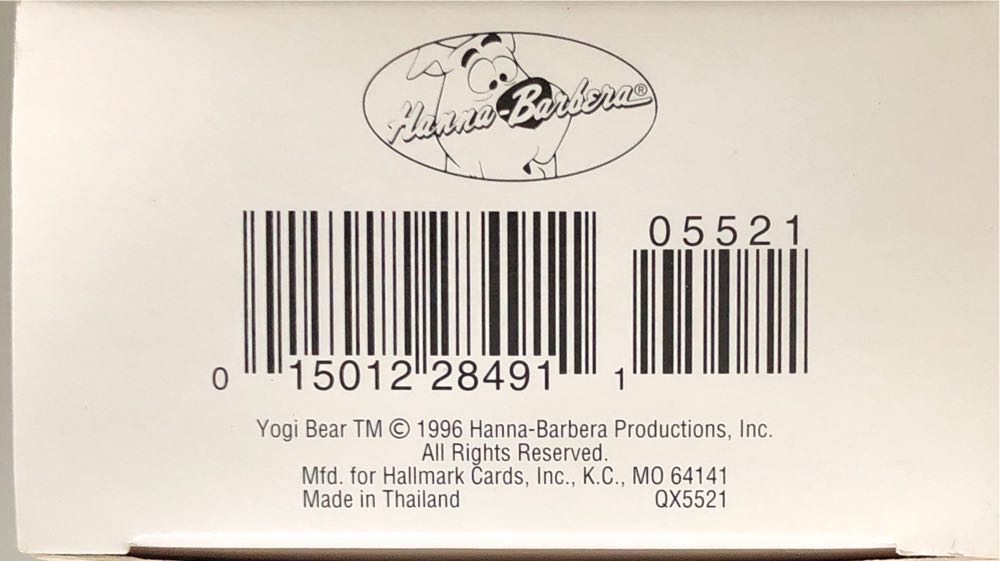 Hanna-Barbera®
05521
0 15012 28491 1
Yogi Bear TM © 1996 Hanna-Barbera Productions, Inc.
All Rights Reserved.
Mfd. for Hallmark Cards, Inc., K.C., MO 64141
Made in Thailand QX5521